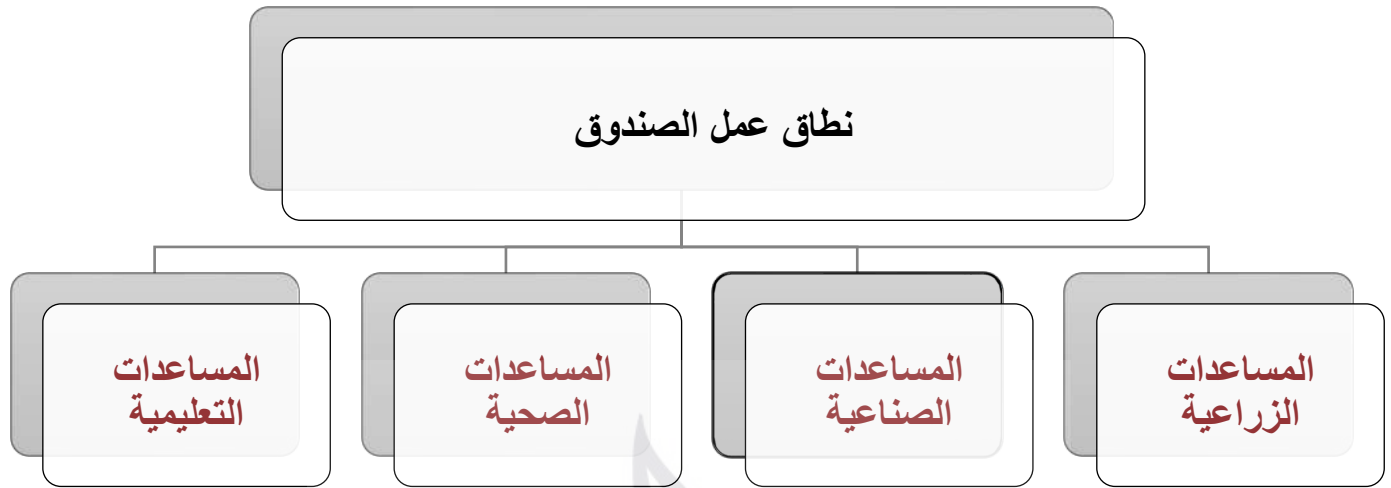 نطاق عمل الصندوق
المساعدات
الزراعية
المساعدات
الصناعية
المساعدات
الصحية
المساعدات
التعليمية